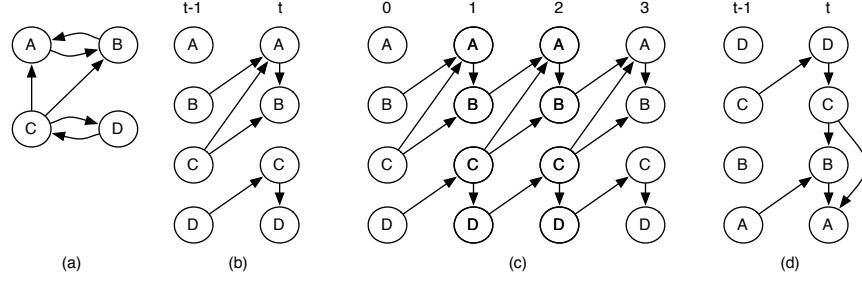 t-1 t 0 1 2 3 t-1 t
A B A A A A A A D D
B B B B B B C C
C D C C C C C C B B
D D D D D D A A
(a) (b) (c) (d)